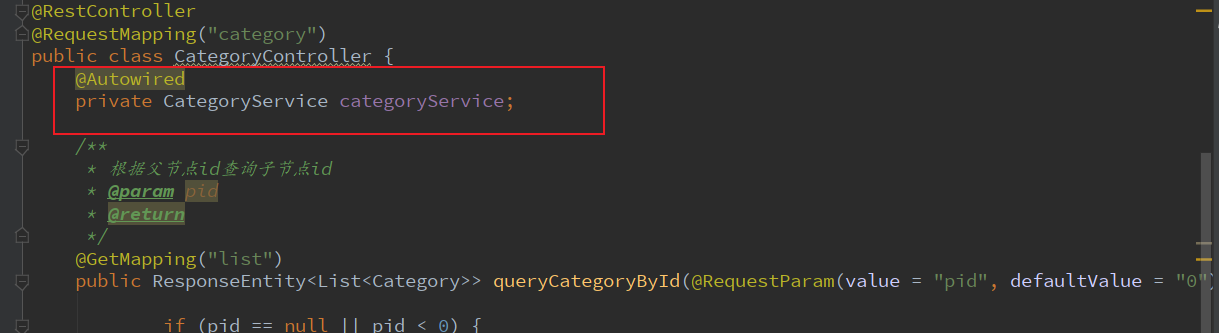 @RestController
@RequestMapping("category")
public class CategoryController {
@Autowired
private CategoryService categoryService;
/**
* 根据父节点id查询子节点id
* @param pid
* @return
*/
@GetMapping("list")
public ResponseEntity<List<Category>> queryCategoryById(@RequestParam(value = "pid", defaultValue = "0")
if (pid == null || pid < 0) {